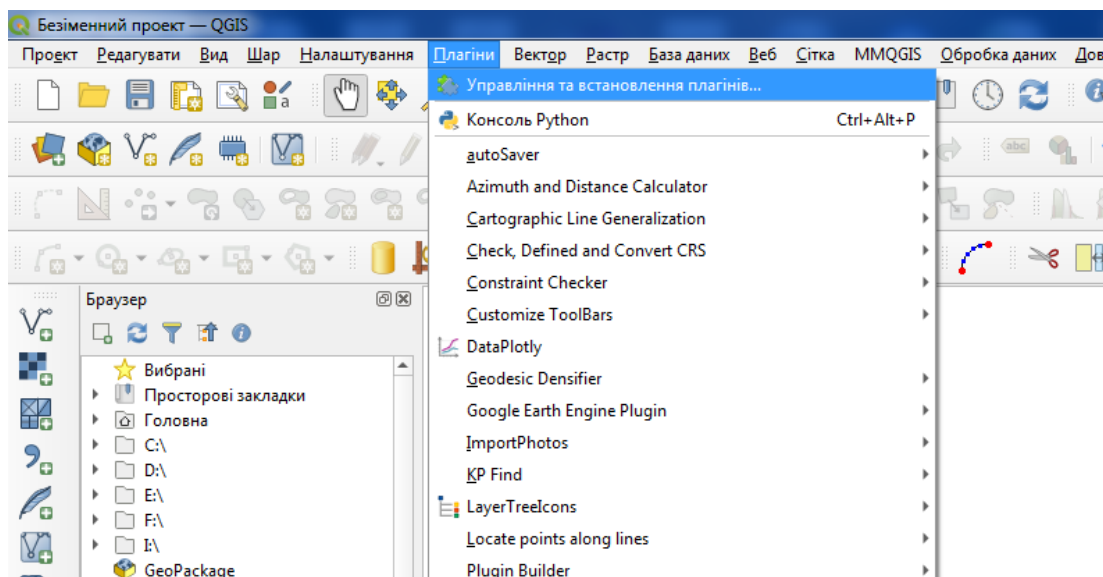 Безіменний проект — QGIS
Проект Редагувати Вид Шар Налаштування Плагіни Вектор Растр База даних Веб Сітка MMQGIS Обробка даних Дов
Управління та встановлення плагінів...
Консоль Python Ctrl+Alt+P
autoSaver
abc
Azimuth and Distance Calculator
Cartographic Line Generalization
Check, Defined and Convert CRS
Constraint Checker
Customize ToolBars
DataPlotly
Geodesic Densifier
Google Earth Engine Plugin
ImportPhotos
KP Find
LayerTreeIcons
Locate points along lines
Plugin Builder
Браузер
Вибрані
Просторові закладки
Головна
C:\
D:\
E:\
F:\
I:\
GeoPackage